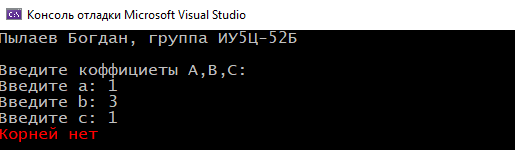 Консоль отладки Microsoft Visual Studio
Пылаев Богдан, группа ИУ5Ц-52Б
Введите коффициеты A,B,C:
Введите a: 1
Введите b: 3
Введите c: 1
Корней нет